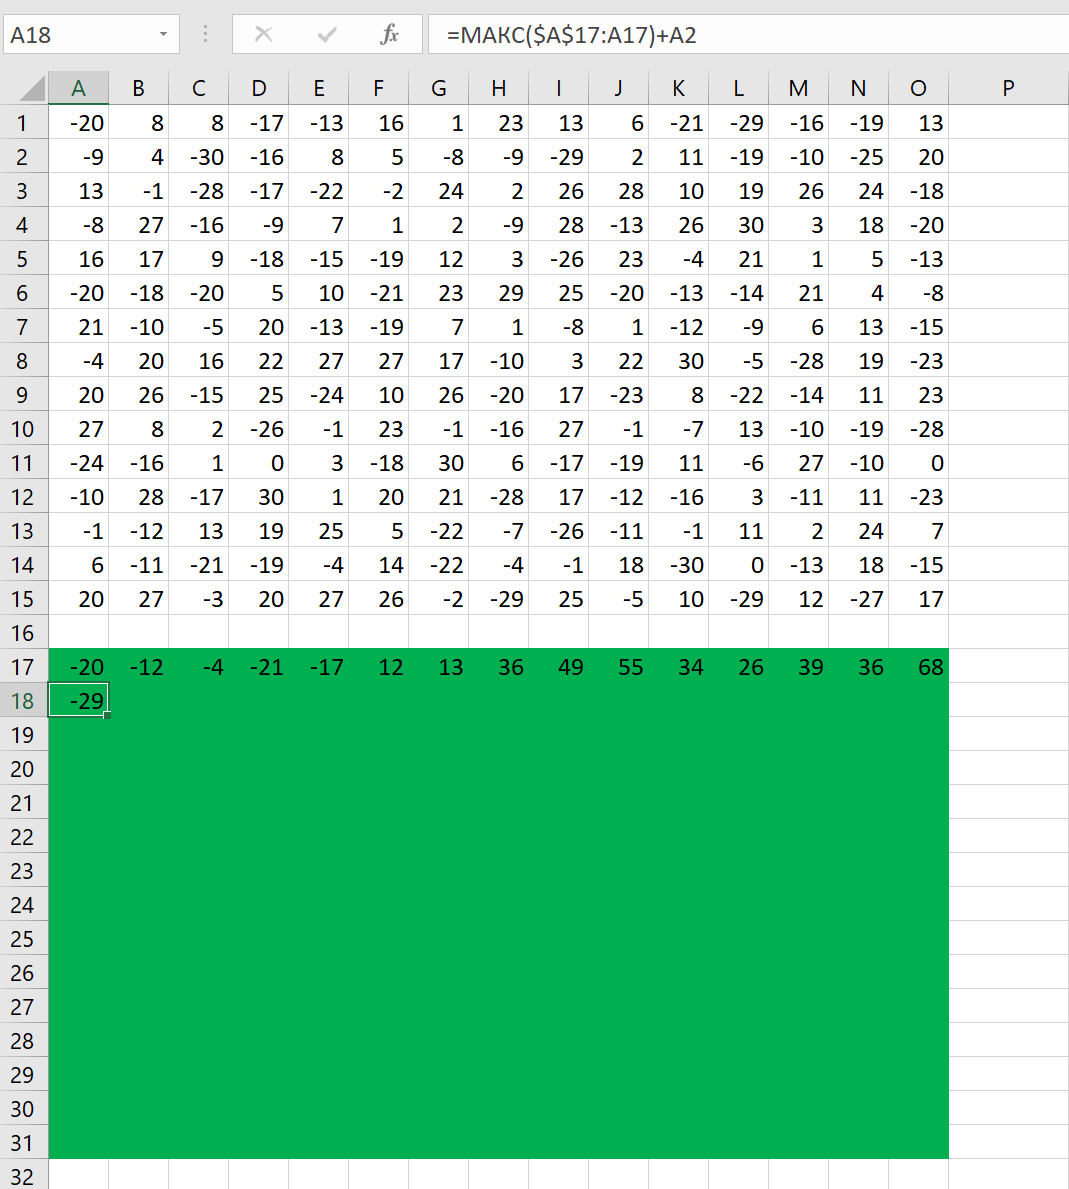 A18 fx =МАКС($A$17:A17)+A2
A B C D E F G H I J K L M N O P
1 -20 8 8 -17 -13 16 1 23 13 6 -21 -29 -16 -19 13
2 -9 4 -30 -16 8 5 -8 -9 -29 2 11 -19 -10 -25 20
3 13 -1 -28 -17 -22 -2 24 2 26 28 10 19 26 24 -18
4 -8 27 -16 -9 7 1 2 -9 28 -13 26 30 3 18 -20
5 16 17 9 -18 -15 -19 12 3 -26 23 -4 21 1 5 -13
6 -20 -18 -20 5 10 -21 23 29 25 -20 -13 -14 21 4 -8
7 21 -10 -5 20 -13 -19 7 1 -8 1 -12 -9 6 13 -15
8 -4 20 16 22 27 27 17 -10 3 22 30 -5 -28 19 -23
9 20 26 -15 25 -24 10 26 -20 17 -23 8 -22 -14 11 23
10 27 8 2 -26 -1 23 -1 -16 27 -1 -7 13 -10 -19 -28
11 -24 -16 1 0 3 -18 30 6 -17 -19 11 -6 27 -10 0
12 -10 28 -17 30 1 20 21 -28 17 -12 -16 3 -11 11 -23
13 -1 -12 13 19 25 5 -22 -7 -26 -11 -1 11 2 24 7
14 6 -11 -21 -19 -4 14 -22 -4 -1 18 -30 0 -13 18 -15
15 20 27 -3 20 27 26 -2 -29 25 -5 10 -29 12 -27 17
16
17 -20 -12 -4 -21 -17 12 13 36 49 55 34 26 39 36 68
18 -29
19
20
21
22
23
24
25
26
27
28
29
30
31
32